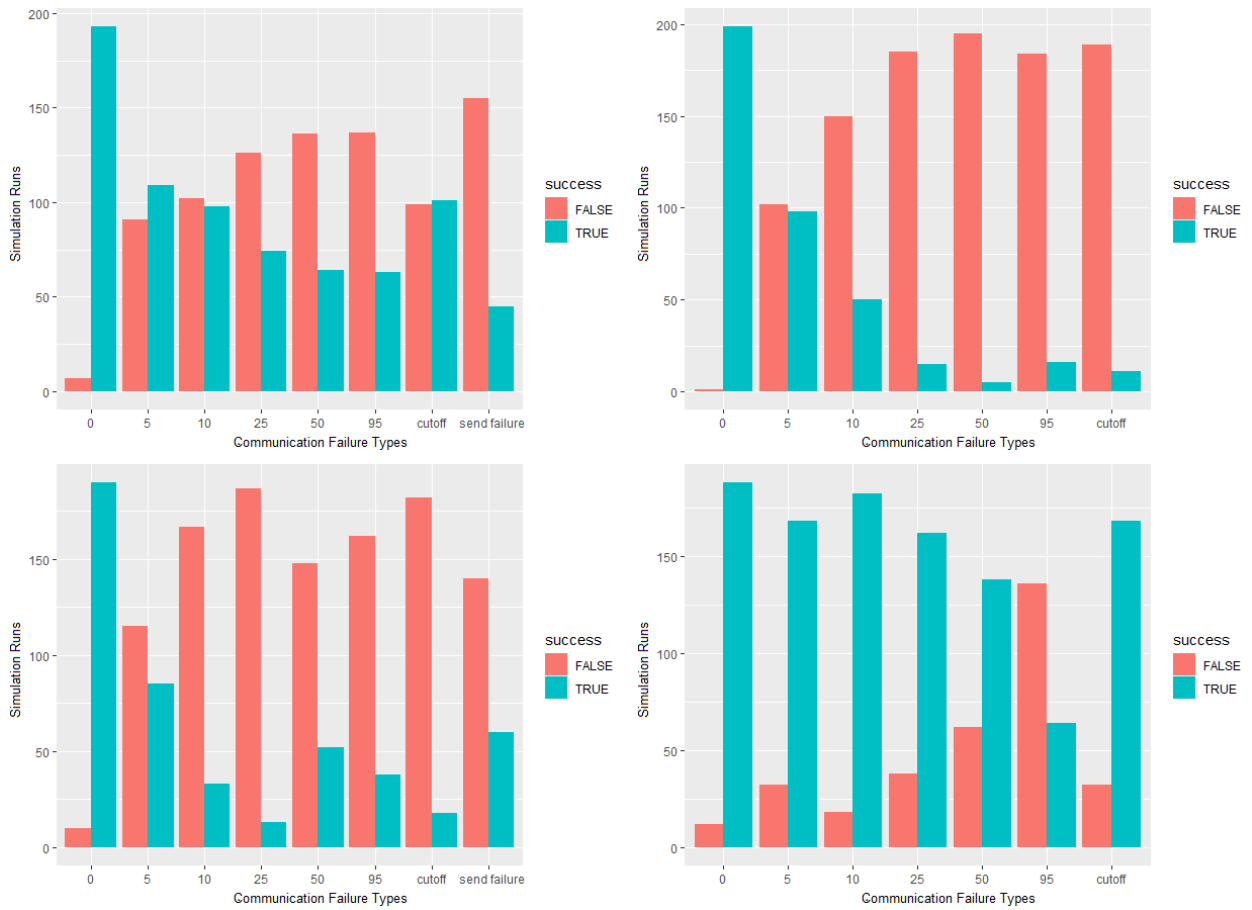 200
150
100
50
0
Simulation Runs
0 5 10 25 50 95 cutoff send failure
Communication Failure Types
success
FALSE
TRUE
200
150
100
50
0
Simulation Runs
0 5 10 25 50 95 cutoff
Communication Failure Types
success
FALSE
TRUE
150
100
50
0
Simulation Runs
0 5 10 25 50 95 cutoff send failure
Communication Failure Types
success
FALSE
TRUE
150
100
50
0
Simulation Runs
0 5 10 25 50 95 cutoff
Communication Failure Types
success
FALSE
TRUE